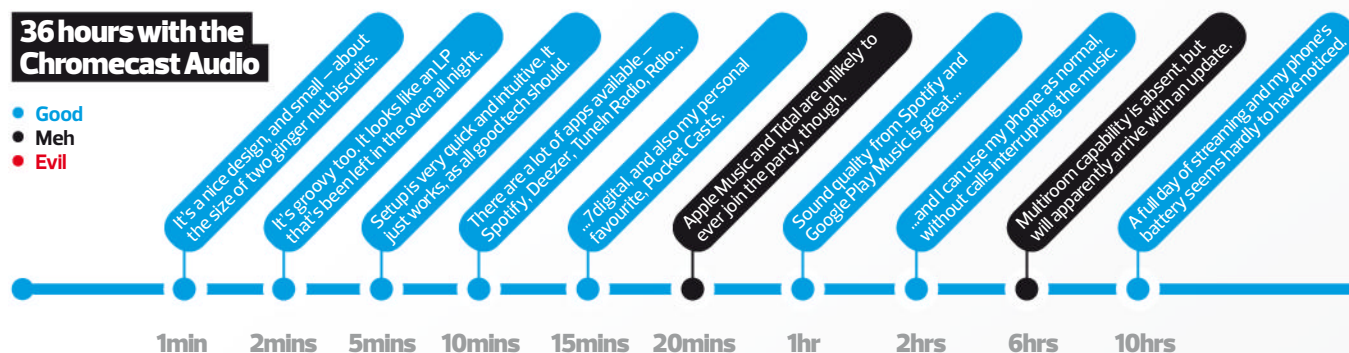 36 hours with the
Chromecast Audio
Good
Meh
Evil
It's a nice design, and small – about
the size of two ginger nut biscuits.
It's groovy too. It looks like an LP
that's been left in the oven all night.
Setup is very quick and intuitive. It
just works, as all good tech should.
There are a lot of apps available –
Spotify, Deezer, TuneIn Radio, Rdio...
...7digital, and also my personal
favourite, Pocket Casts.
Apple Music and Tidal are unlikely to
ever join the party, though.
Sound quality from Spotify and
Google Play Music is great...
...and I can use my phone as normal,
without calls interrupting the music.
Multiroom capability is absent, but
will apparently arrive with an update.
A full day of streaming and my phone's
battery seems hardly to have noticed.
1min
2mins
5mins
10mins
15mins
20mins
1hr
2hrs
6hrs
10hrs